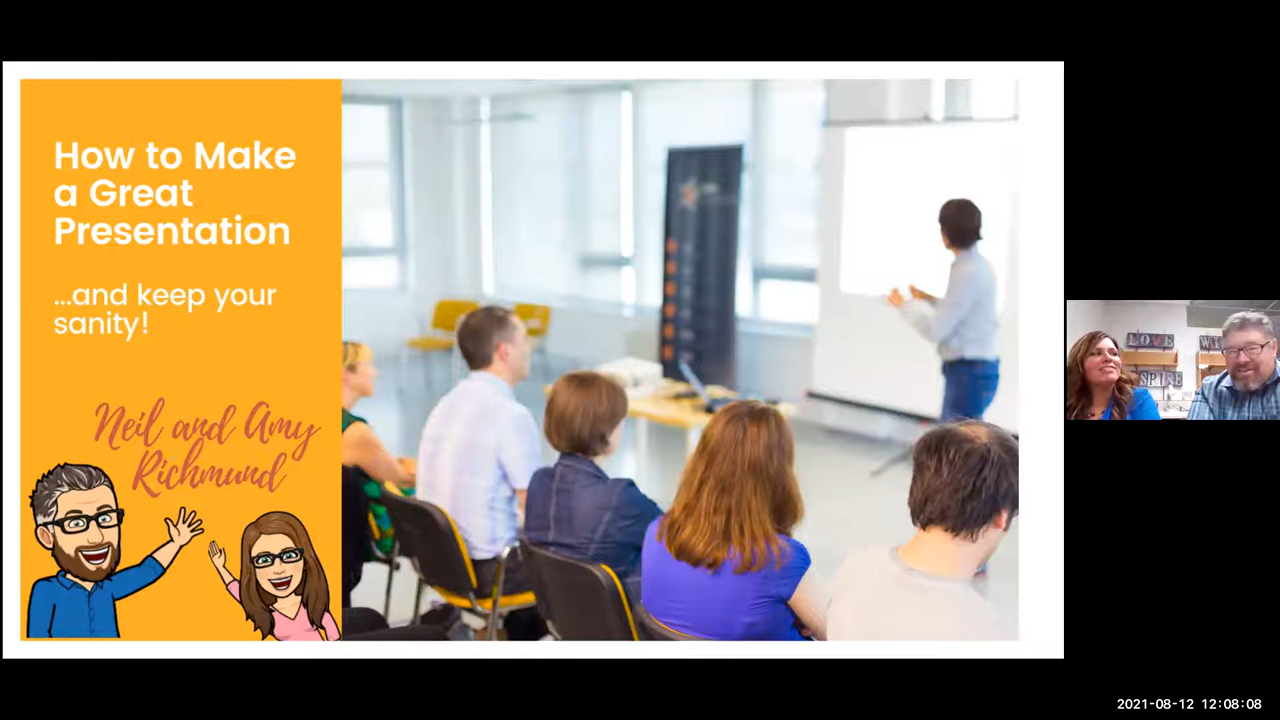 How to Make
a Great
Presentation
...and keep your
sanity!
Neil and Amy
Richmund
LOVE
WI
SPIRE
2021-08-12 12:08:08